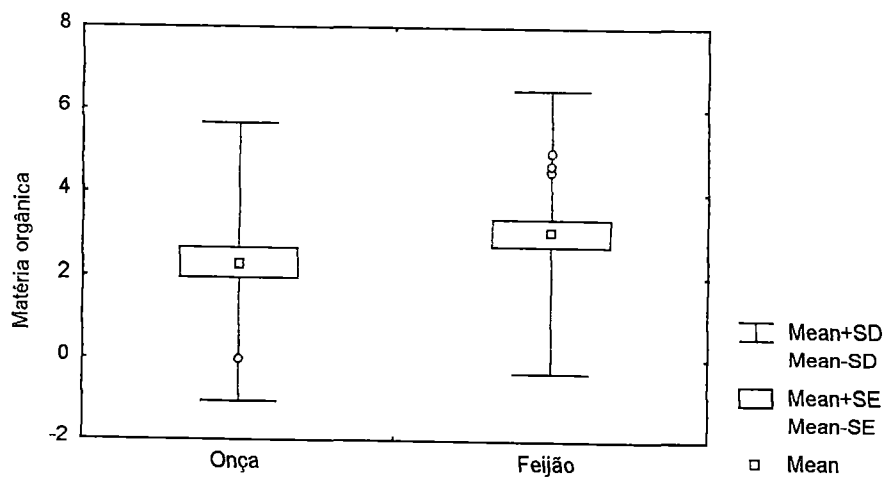 8
6
4
2
0
-2
Matéria orgânica
Onça
Feijão
Mean+SD
Mean-SD
Mean+SE
Mean-SE
Mean